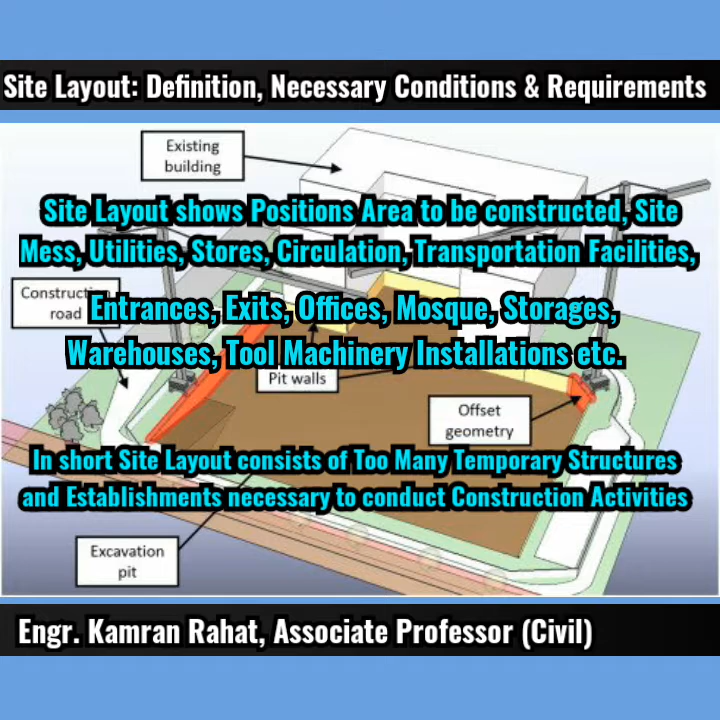 Site Layout: Definition, Necessary Conditions & Requirements
Existing
building
Site Layout shows Positions Area to be constructed, Site
Mess, Utilities, Stores, Circulation, Transportation Facilities,
road
Entrances, Exits, Offices, Mosque, Storages,
Warehouses, Tool Machinery Installations etc.
Pit walls
Offset
geometry
In short Site Layout consists of Too Many Temporary Structures
and Establishments necessary to conduct Construction Activities
Excavation
pit
Engr. Kamran Rahat, Associate Professor (Civil)